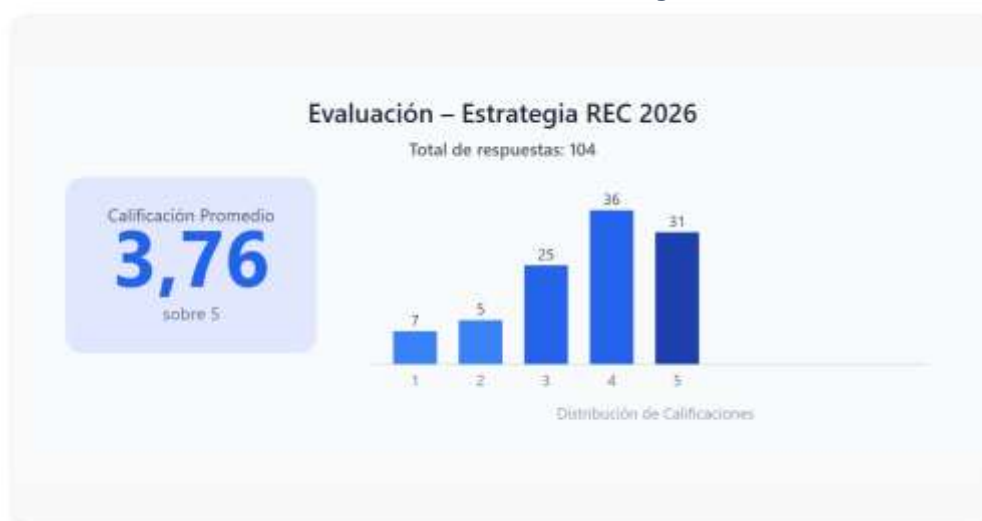 Evaluación – Estrategia REC 2026
Total de respuestas: 104
Calificación Promedio
3,76
sobre 5
7
5
25
36
31
1
2
3
4
5
Distribución de Calificaciones